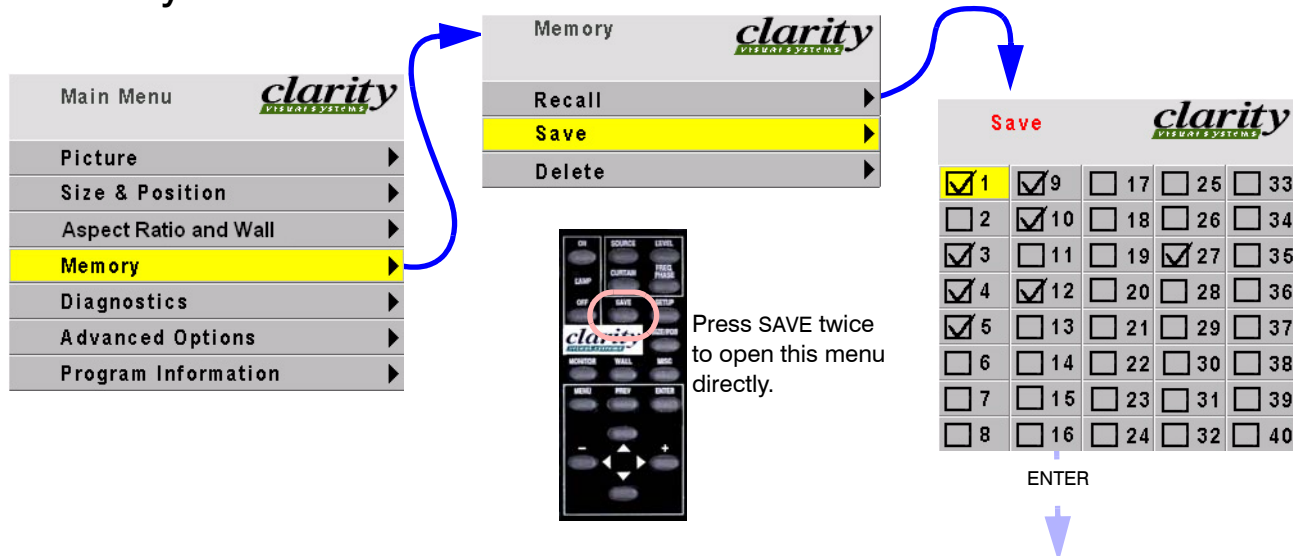 Main Menu
clarity
VISUAL SYSTEMS
Picture
Size & Position
Aspect Ratio and Wall
Memory
Diagnostics
Advanced Options
Program Information
Memory
clarity
VISUAL SYSTEMS
Recall
Save
Delete
ON SOURCE LEVEL
LAMP CURTAIN FREQ
PHASE
OFF SAVE SETUP
clarity
MONITOR WALL MISC
MENU PREV ENTER
- +
Press SAVE twice
to open this menu
directly.
Save
clarity
VISUAL SYSTEMS
1 9 17 25 33
2 10 18 26 34
3 11 19 27 35
4 12 20 28 36
5 13 21 29 37
6 14 22 30 38
7 15 23 31 39
8 16 24 32 40
ENTER